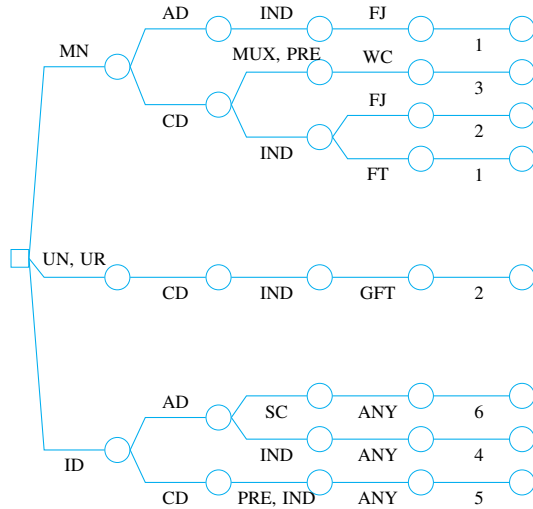 AD IND FJ
1
MN MUX, PRE WC
3
CD FJ
IND 2
FT 1
UN, UR
CD IND GFT 2
AD
SC ANY 6
IND ANY 4
ID
CD PRE, IND ANY 5